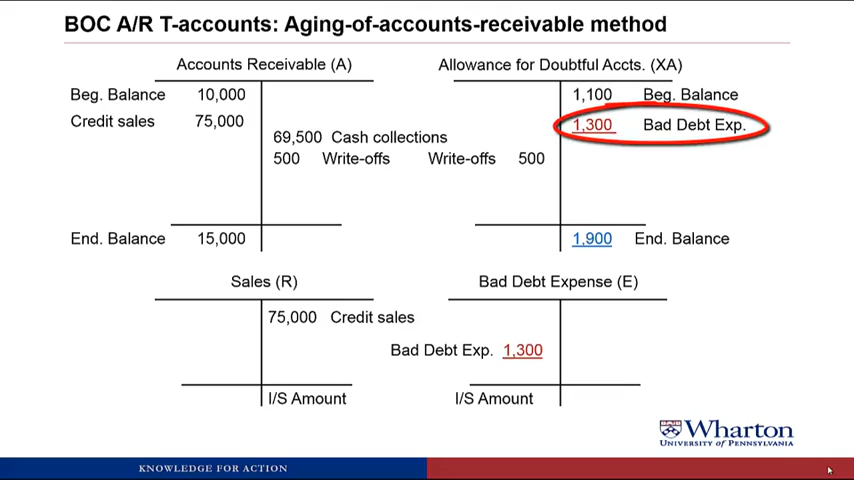 BOC A/R T-accounts: Aging-of-accounts-receivable method
Accounts Receivable (A) Allowance for Doubtful Accts. (XA)
Beg. Balance 10,000 1,100 Beg. Balance
Credit sales 75,000 1,300 Bad Debt Exp.
69,500 Cash collections
500 Write-offs Write-offs 500
End. Balance 15,000 1,900 End. Balance
Sales (R) Bad Debt Expense (E)
75,000 Credit sales
Bad Debt Exp. 1,300
I/S Amount I/S Amount
Wharton
UNIVERSITY of PENNSYLVANIA
KNOWLEDGE FOR ACTION